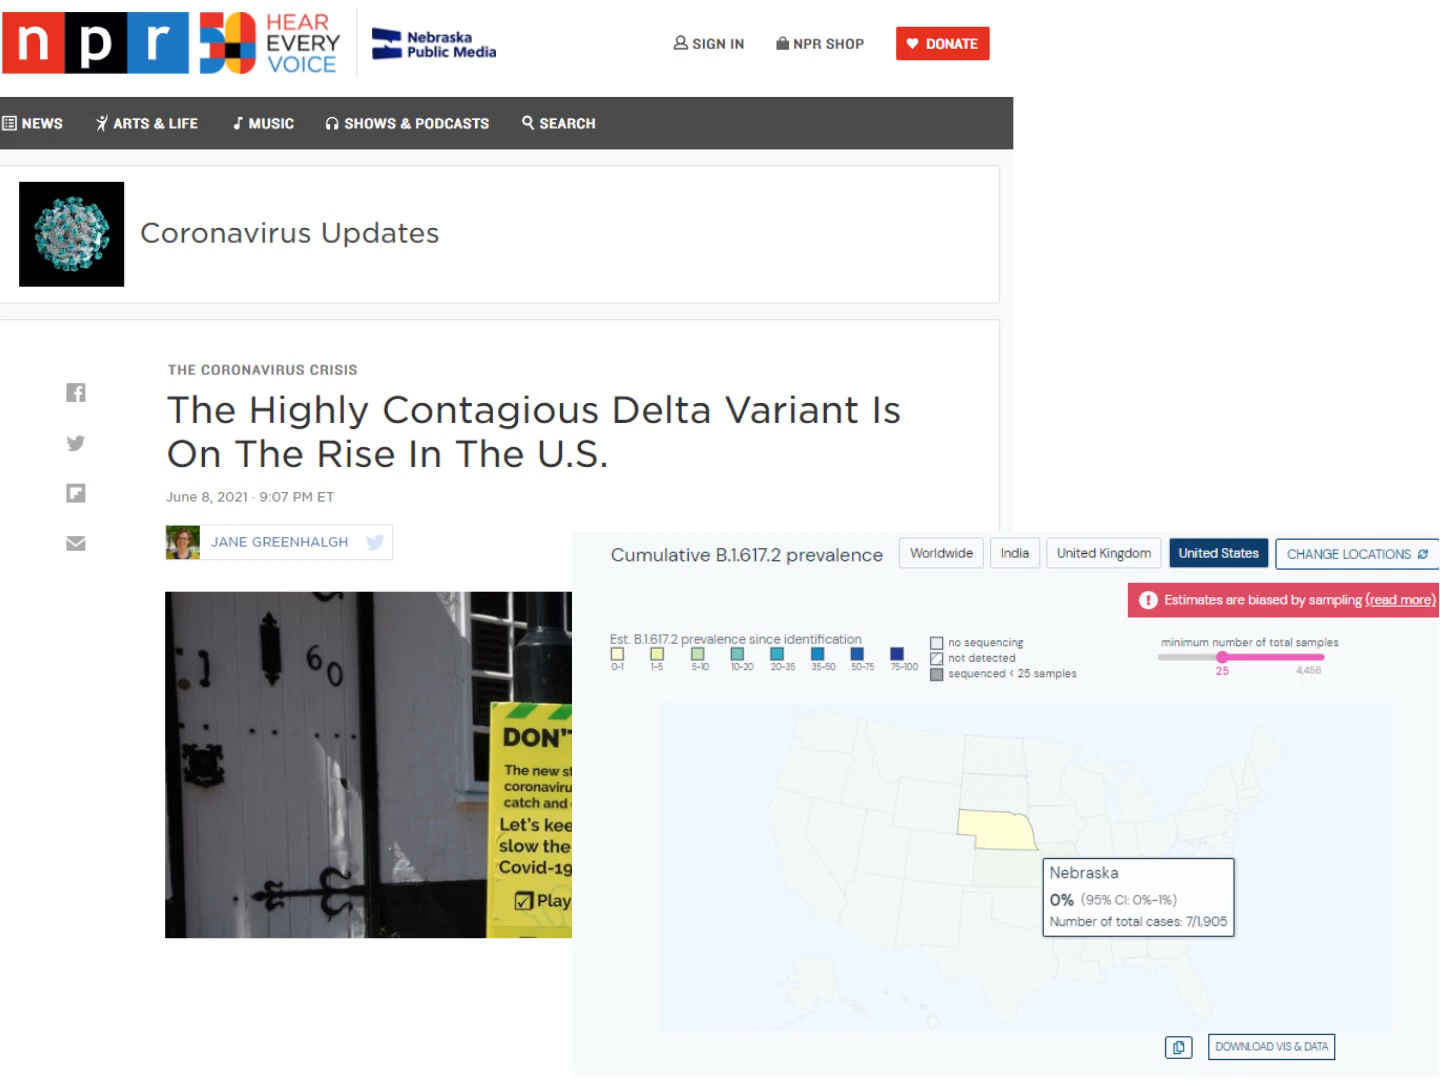 npr 50 HEAR
EVERY
VOICE
Nebraska
Public Media
SIGN IN
NPR SHOP
DONATE
NEWS
ARTS & LIFE
MUSIC
SHOWS & PODCASTS
SEARCH
Coronavirus Updates
THE CORONAVIRUS CRISIS
The Highly Contagious Delta Variant Is
On The Rise In The U.S.
June 8, 2021 · 9:07 PM ET
JANE GREENHALGH
60
DON'T
The new
coronavirus
catch and
Let's
slow the
Covid-19
Play
Cumulative B.1.617.2 prevalence
Worldwide
India
United Kingdom
United States
CHANGE LOCATIONS
Estimates are biased by sampling (read more)
Est. B.1.617.2 prevalence since identification
0-1 1-5 5-10 10-20 20-35 35-50 50-75 75-100
no sequencing
not detected
sequenced < 25 samples
minimum number of total samples
25 4,456
Nebraska
0% (95% CI: 0%-1%)
Number of total cases: 7/1,905
DOWNLOAD VIS & DATA